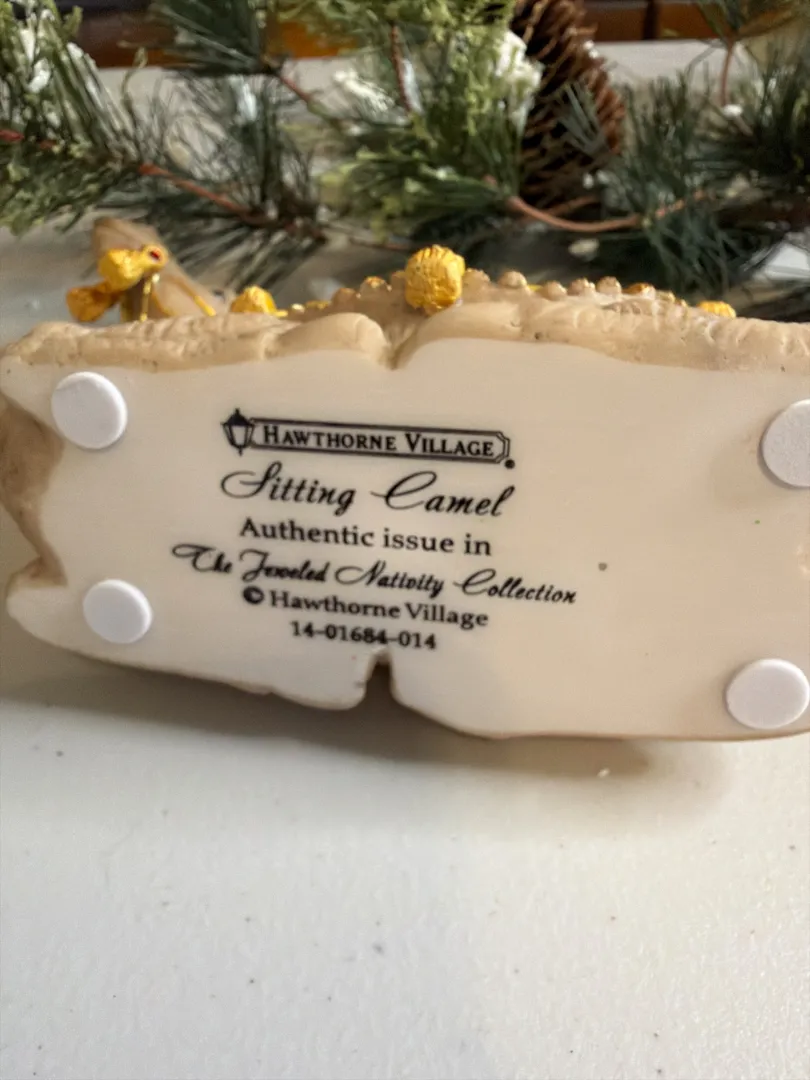 HAWTHORNE VILLAGE
Sitting Camel
Authentic issue in
The Jeweled Nativity Collection
© Hawthorne Village
14-01684-014